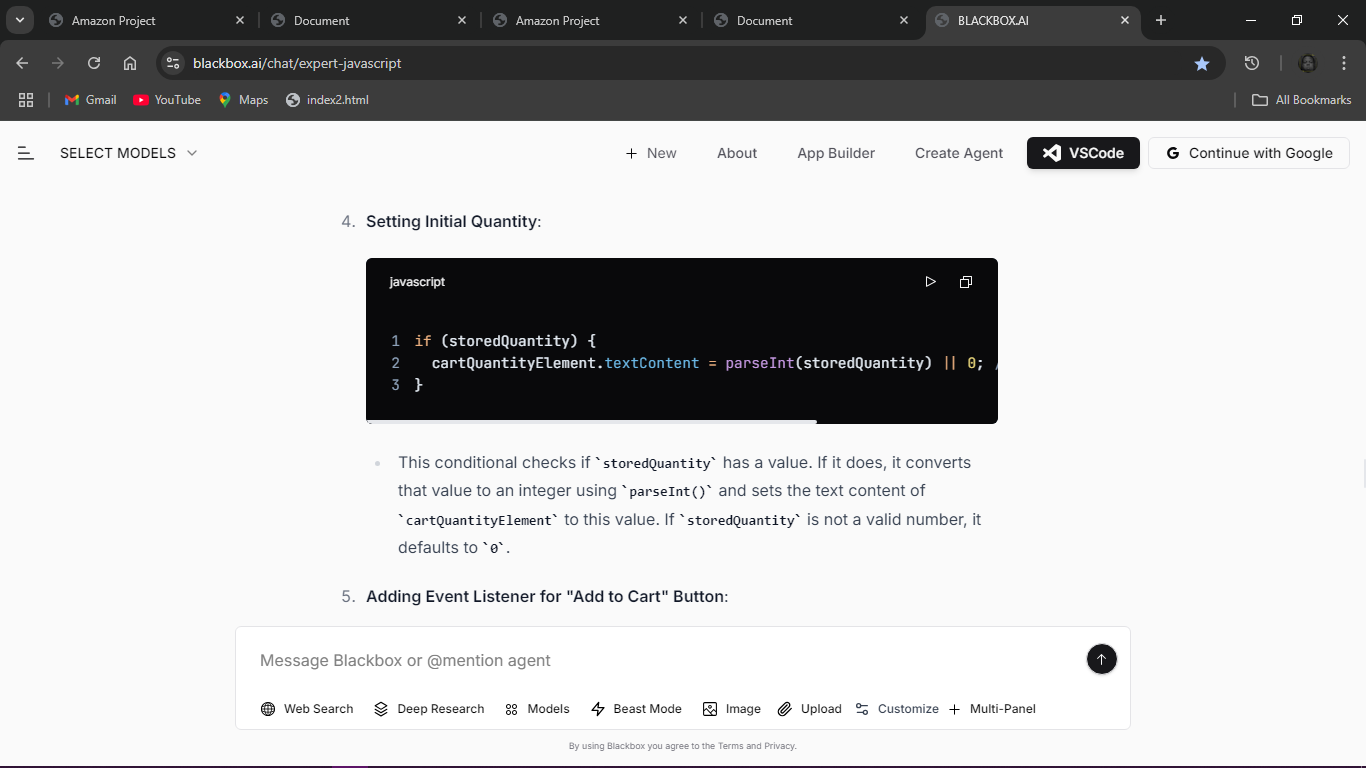 Amazon Project
Document
Amazon Project
Document
BLACKBOX.AI
blackbox.ai/chat/expert-javascript
Gmail
YouTube
Maps
index2.html
All Bookmarks
SELECT MODELS
New
About
App Builder
Create Agent
VSCode
Continue with Google
4. Setting Initial Quantity:
javascript
1 if (storedQuantity) {
2 cartQuantityElement.textContent = parseInt(storedQuantity) || 0; /
3 }
This conditional checks if `storedQuantity` has a value. If it does, it converts
that value to an integer using `parseInt()` and sets the text content of
`cartQuantityElement` to this value. If `storedQuantity` is not a valid number, it
defaults to `0`.
5. Adding Event Listener for "Add to Cart" Button:
Message Blackbox or @mention agent
Web Search
Deep Research
Models
Beast Mode
Image
Upload
Customize
Multi-Panel
By using Blackbox you agree to the Terms and Privacy.